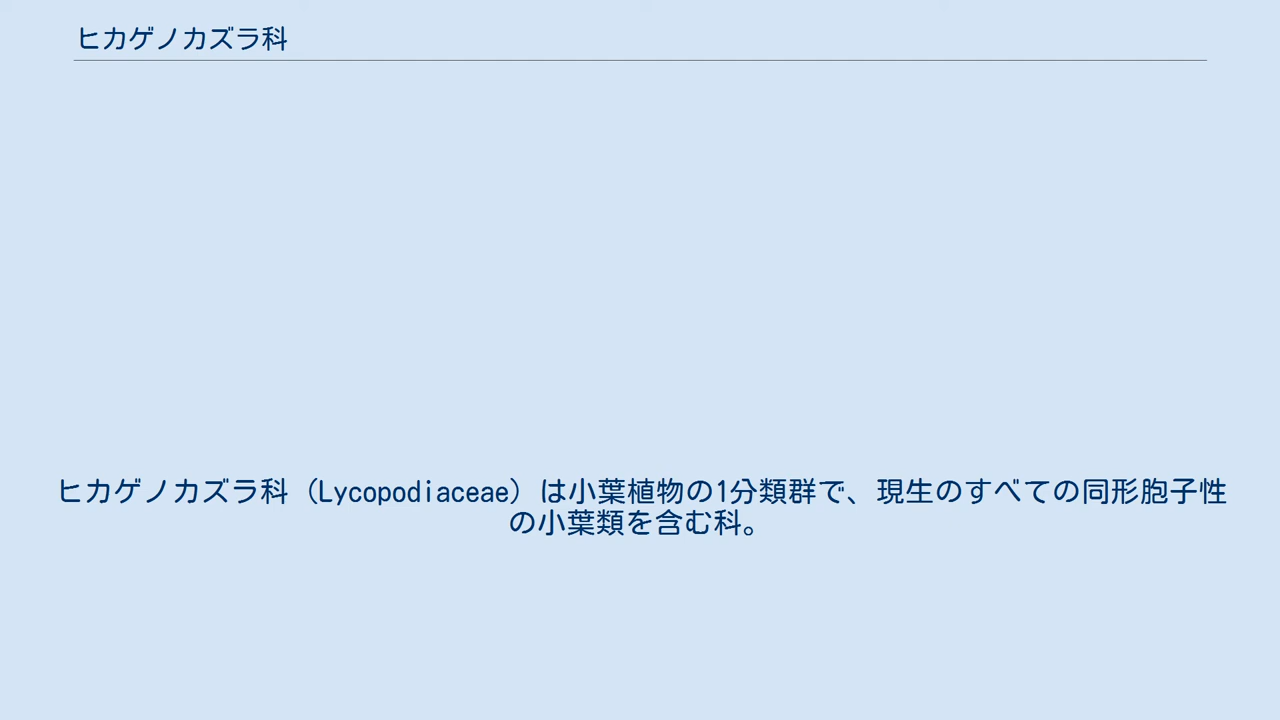 ヒカゲノカズラ科
ヒカゲノカズラ科（Lycopodiaceae）は小葉植物の1分類群で、現生のすべての同形胞子性
の小葉類を含む科。